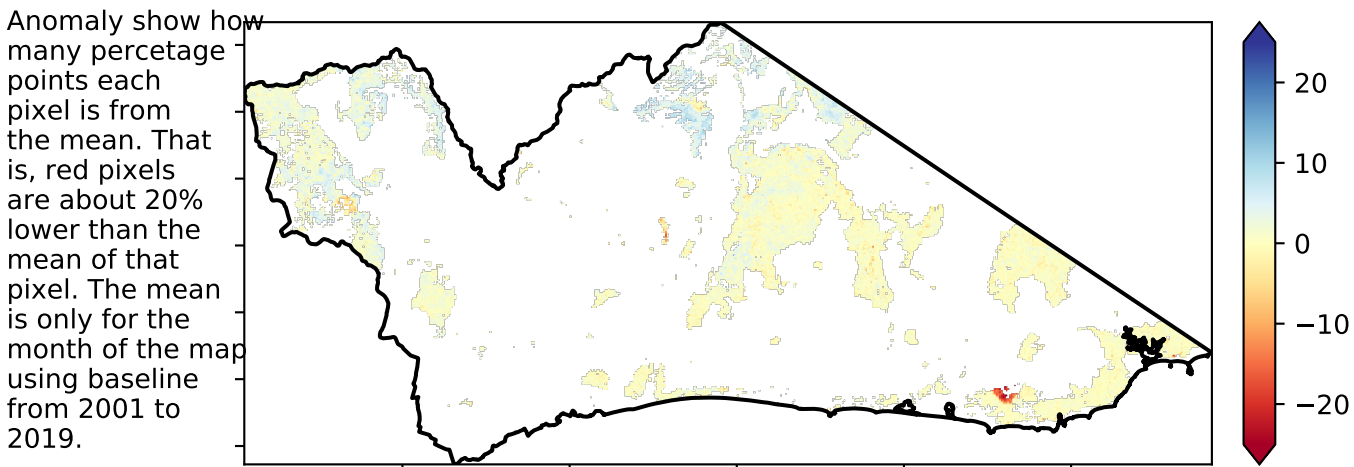 Anomaly show how
many percetage
points each
pixel is from
the mean. That
is, red pixels
are about 20%
lower than the
mean of that
pixel. The mean
is only for the
month of the map
using baseline
from 2001 to
2019.
20
10
0
−10
−20